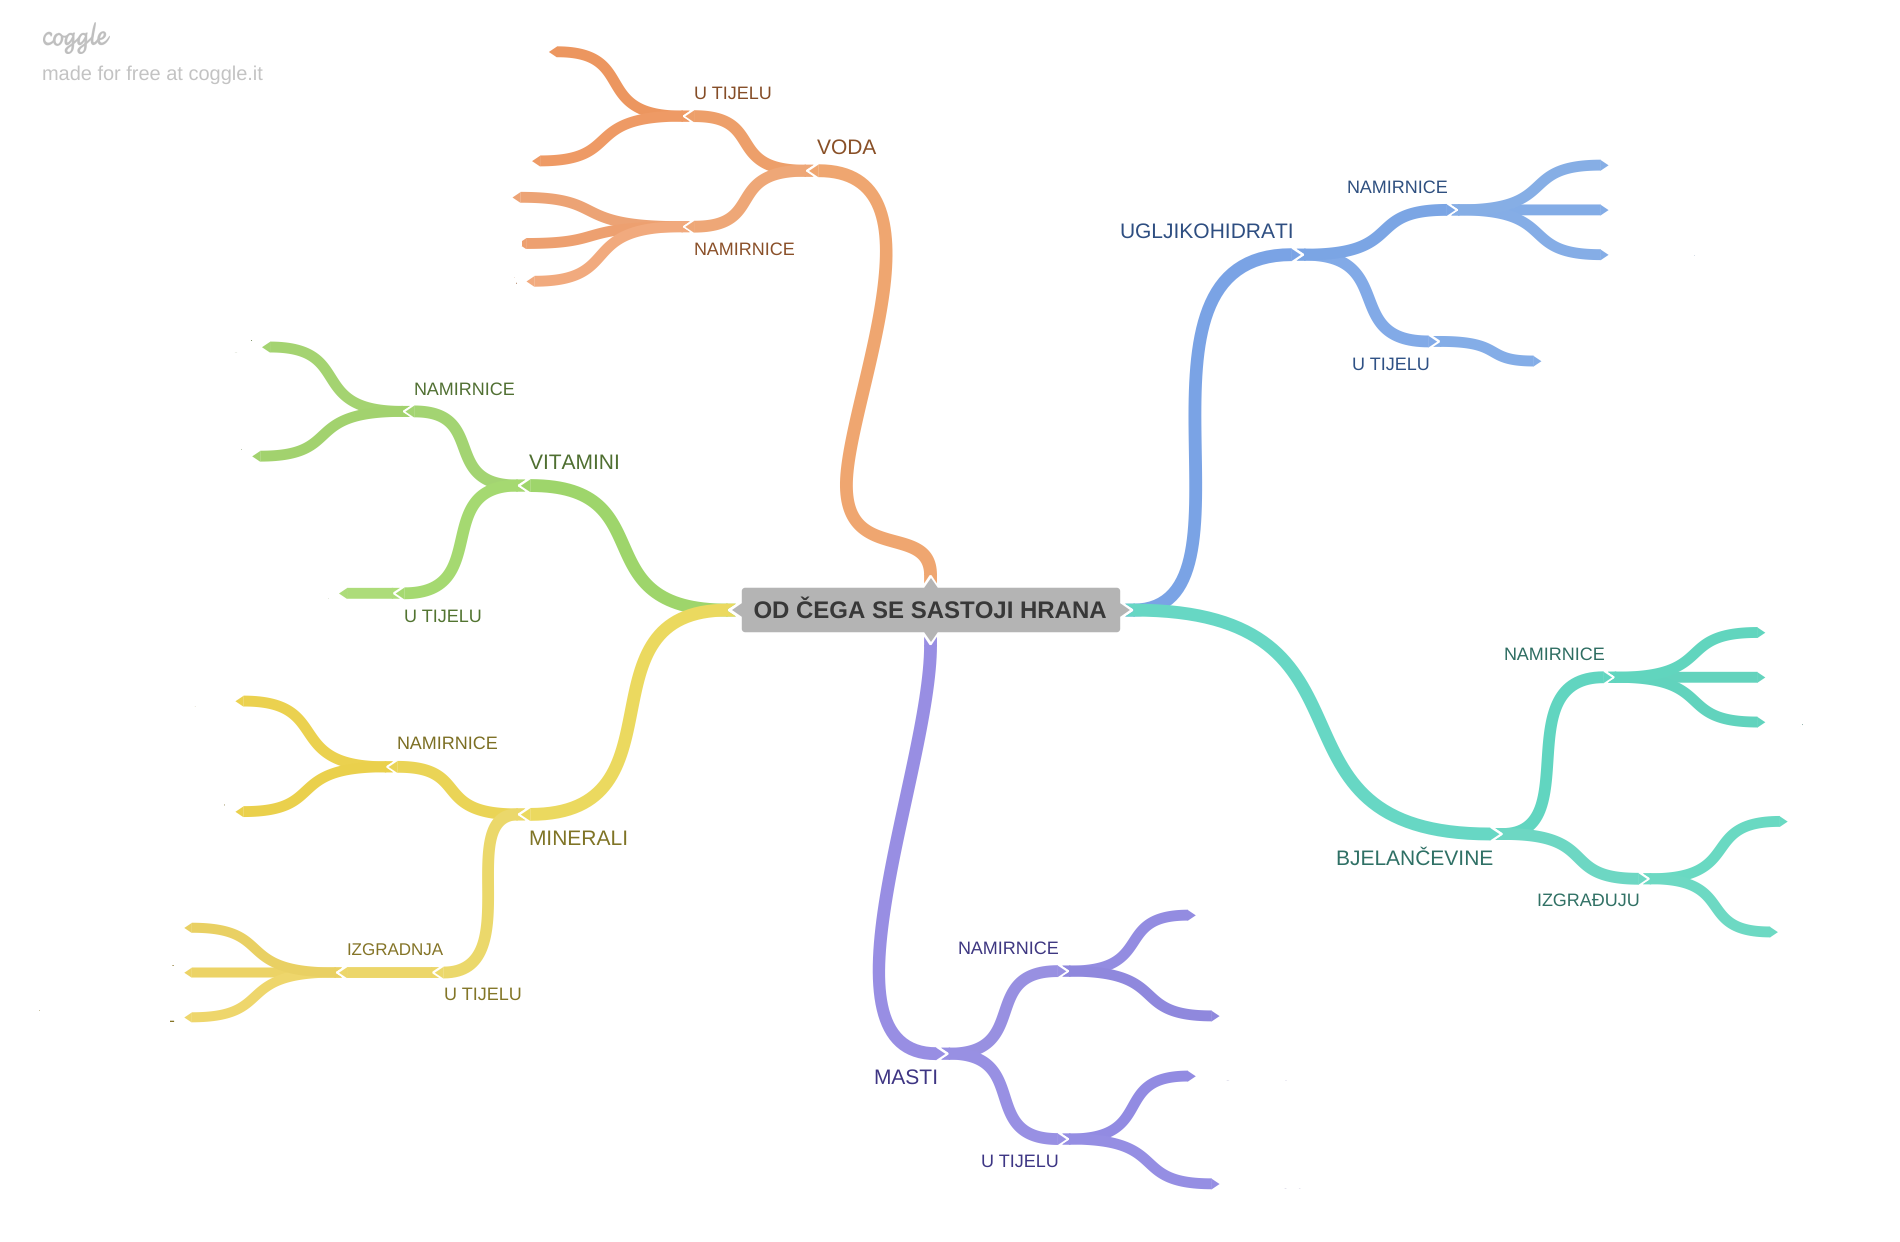 coggle
made for free at coggle.it
U TIJELU
VODA
NAMIRNICE
NAMIRNICE
UGLJIKOHIDRATI
U TIJELU
NAMIRNICE
VITAMINI
U TIJELU
OD ČEGA SE SASTOJI HRANA
NAMIRNICE
BJELANČEVINE
IZGRAĐUJU
NAMIRNICE
MINERALI
IZGRADNJA
U TIJELU
NAMIRNICE
MASTI
U TIJELU